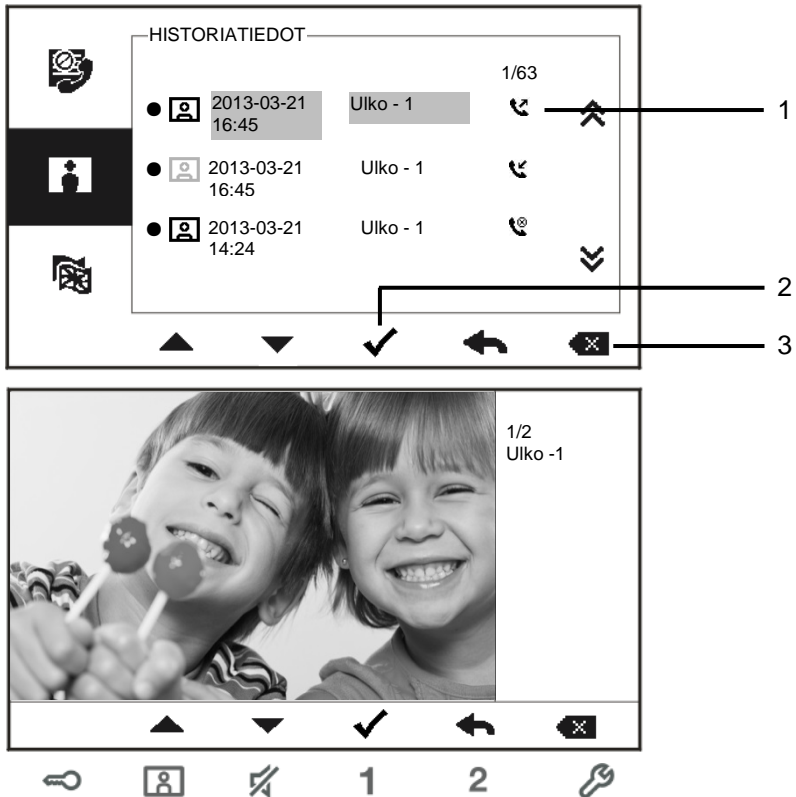 HISTORIATIEDOT
1/63
2013-03-21 Ulko - 1
16:45
1
2013-03-21 Ulko - 1
16:45
2013-03-21 Ulko - 1
14:24
2
3
1/2
Ulko -1
1 2